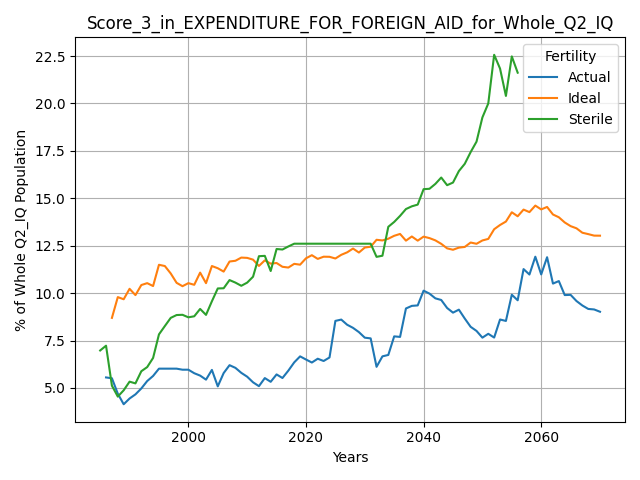 Score_3_in_EXPENDITURE_FOR_FOREIGN_AID_for_Whole_Q2_IQ
% of Whole Q2_IQ Population
22.5
20.0
17.5
15.0
12.5
10.0
7.5
5.0
Fertility
Actual
Ideal
Sterile
2000
2020
2040
2060
Years